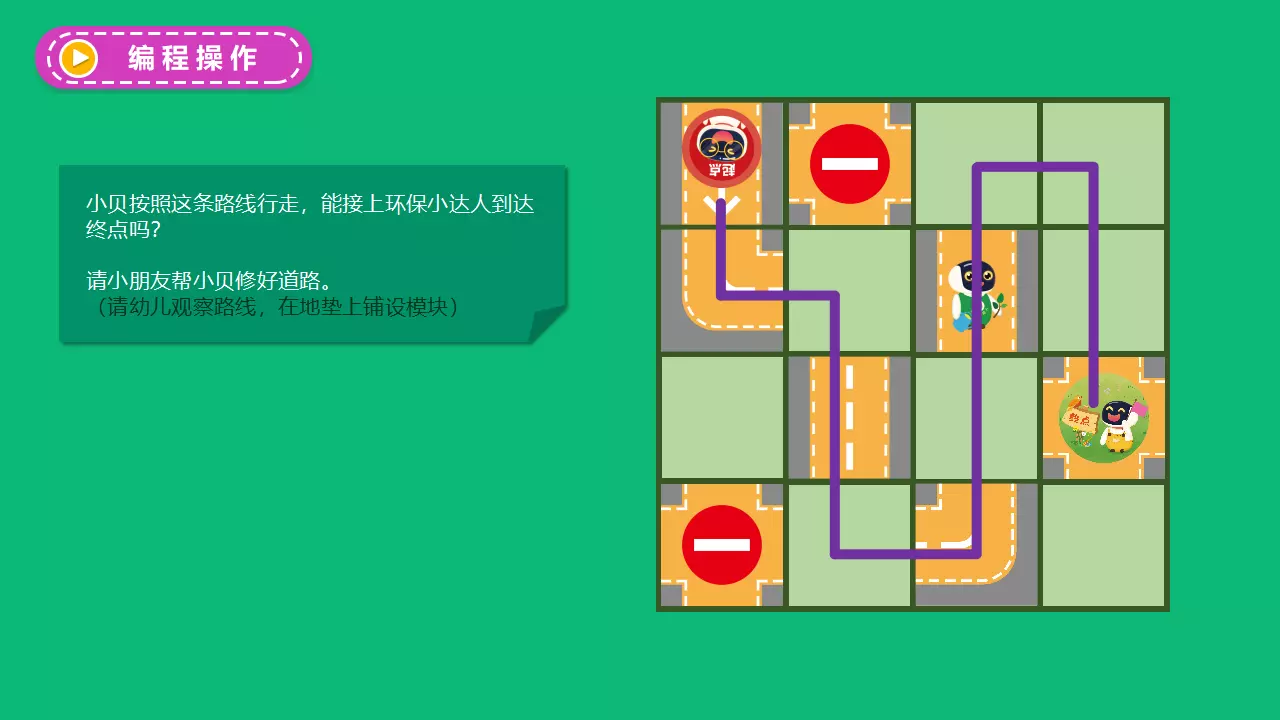 编程操作
小贝按照这条路线行走，能接上环保小达人到达
终点吗？
请小朋友帮小贝修好道路。
（请幼儿观察路线，在地垫上铺设模块）
起点
终点